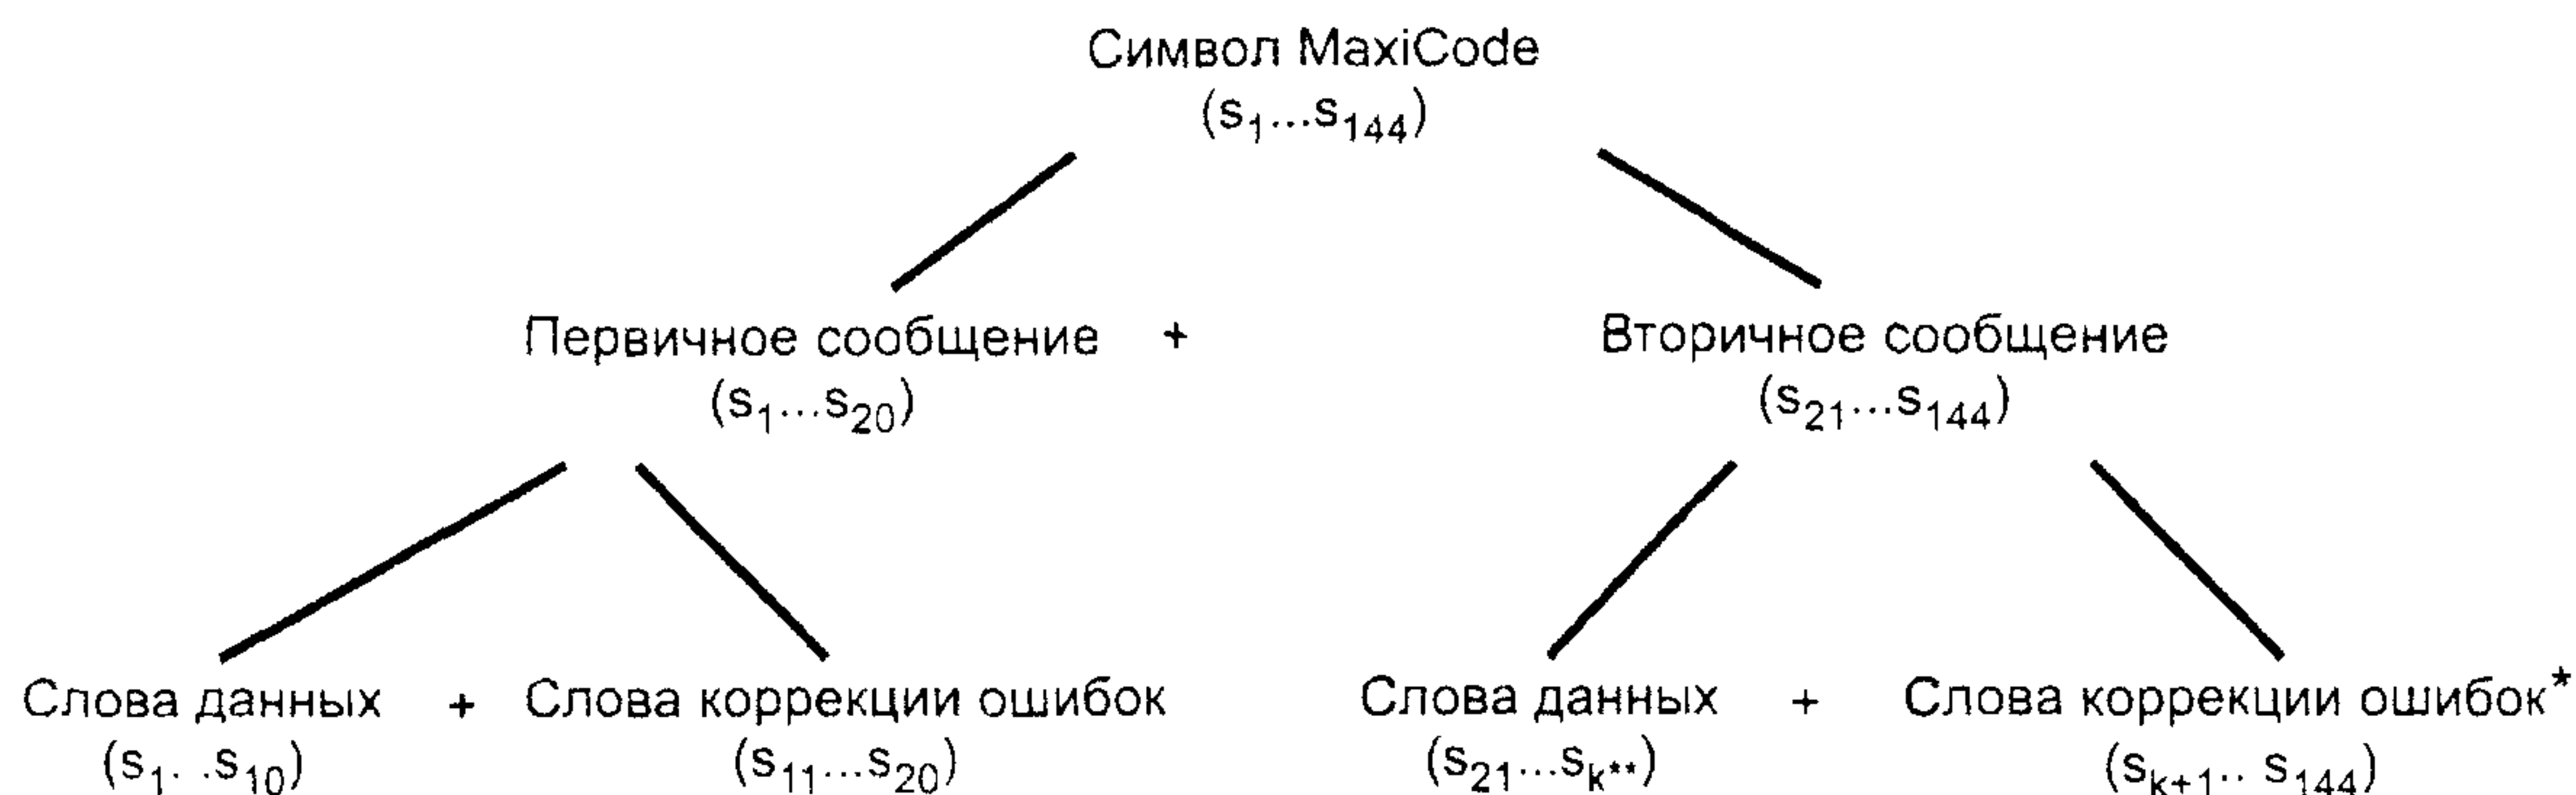 Символ MaxiCode
(s1...s144)
Первичное сообщение + Вторичное сообщение
(s1...s20) (s21...s144)
Слова данных + Слова коррекции ошибок Слова данных + Слова коррекции ошибок*
(s1. .s10) (s11...s20) (s21...sk**) (sk+1.. s144)